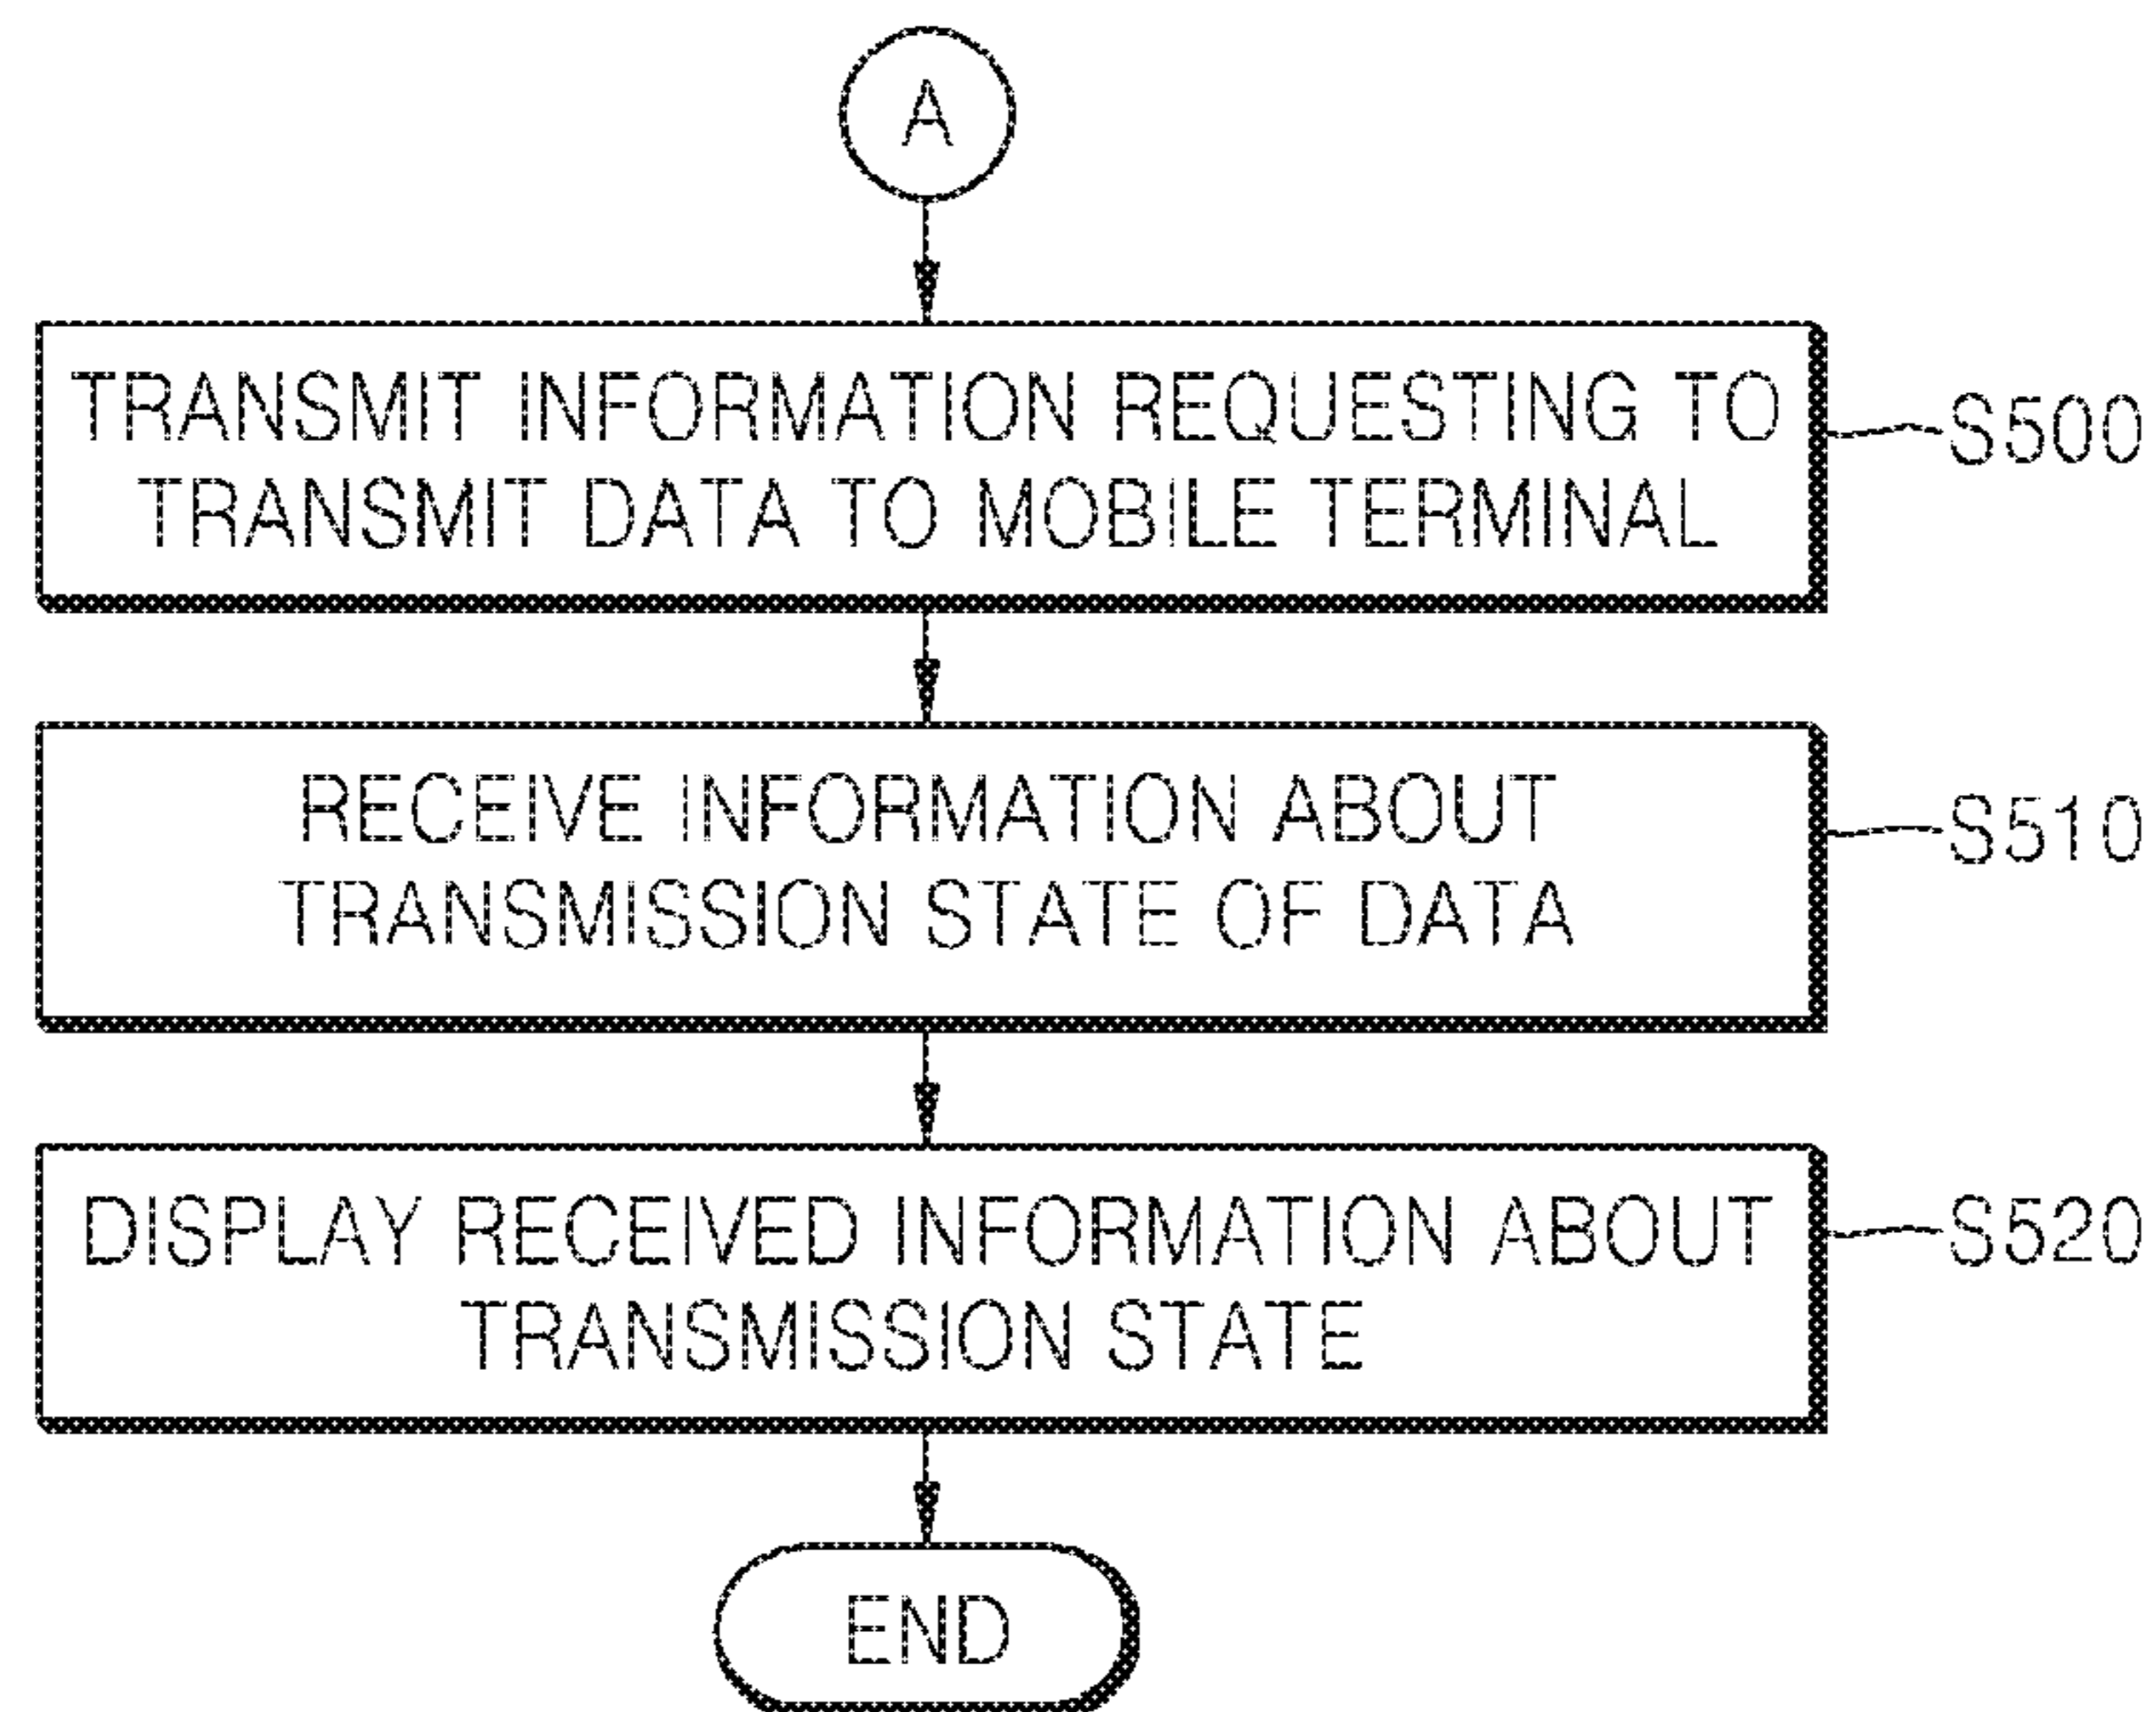 A
TRANSMIT INFORMATION REQUESTING TO
TRANSMIT DATA TO MOBILE TERMINAL
S500
RECEIVE INFORMATION ABOUT
TRANSMISSION STATE OF DATA
S510
DISPLAY RECEIVED INFORMATION ABOUT
TRANSMISSION STATE
S520
END